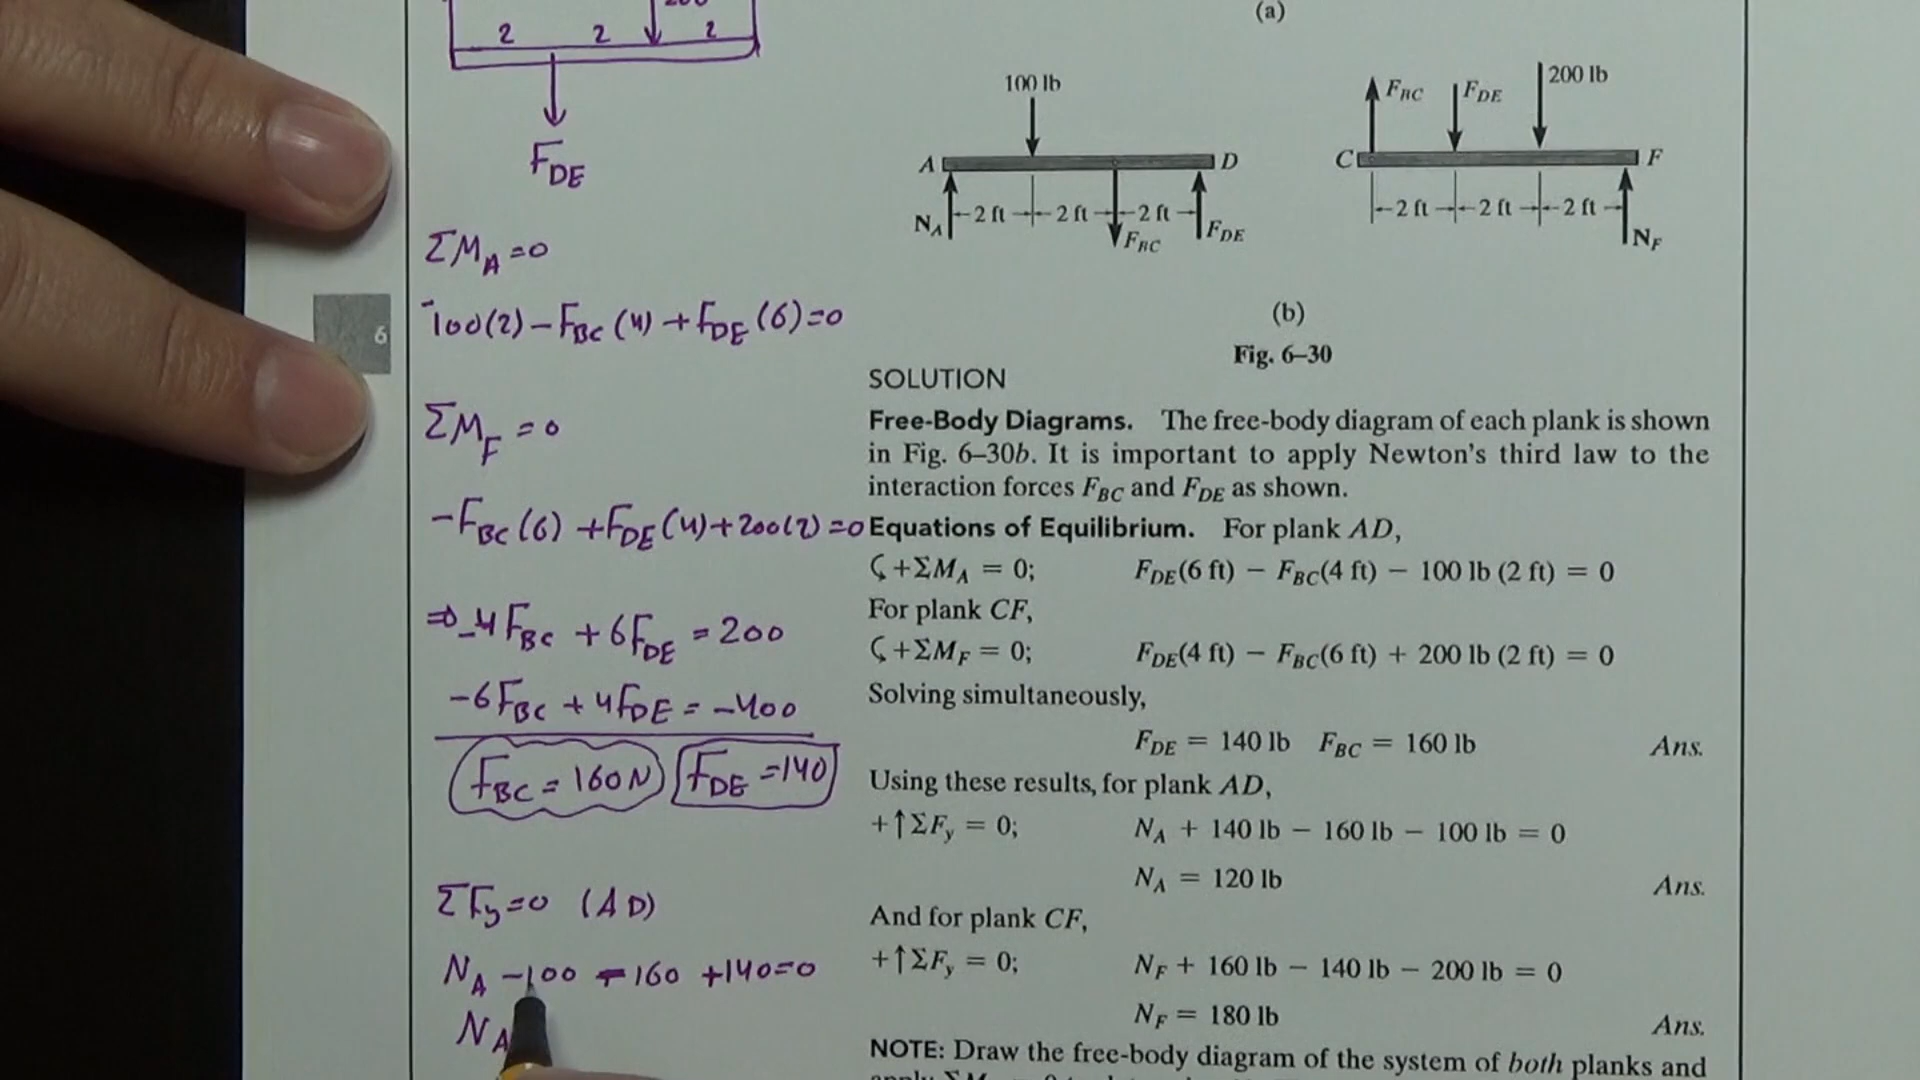 2 2 2
F_DE
ΣM_A=0
-100(2)-F_BC(4)+F_DE(6)=0
ΣM_F=0
-F_BC(6)+F_DE(4)+200(2)=0
⇒-4F_BC+6F_DE=200
-6F_BC+4F_DE=-400
F_BC=160N F_DE=140
ΣF_y=0 (AD)
N_A-100-160+140=0
N_A
6
(a)
100 lb
A D
N_A 2 ft 2 ft 2 ft F_DE
F_BC
F_BC F_DE 200 lb
C F
2 ft 2 ft 2 ft
N_F
(b)
Fig. 6–30
SOLUTION
Free-Body Diagrams. The free-body diagram of each plank is shown
in Fig. 6–30b. It is important to apply Newton's third law to the
interaction forces F_BC and F_DE as shown.
Equations of Equilibrium. For plank AD,
↶+ΣM_A = 0; F_DE(6 ft) − F_BC(4 ft) − 100 lb (2 ft) = 0
For plank CF,
↶+ΣM_F = 0; F_DE(4 ft) − F_BC(6 ft) + 200 lb (2 ft) = 0
Solving simultaneously,
F_DE = 140 lb F_BC = 160 lb Ans.
Using these results, for plank AD,
+↑ΣF_y = 0; N_A + 140 lb − 160 lb − 100 lb = 0
N_A = 120 lb Ans.
And for plank CF,
+↑ΣF_y = 0; N_F + 160 lb − 140 lb − 200 lb = 0
N_F = 180 lb Ans.
NOTE: Draw the free-body diagram of the system of both planks and